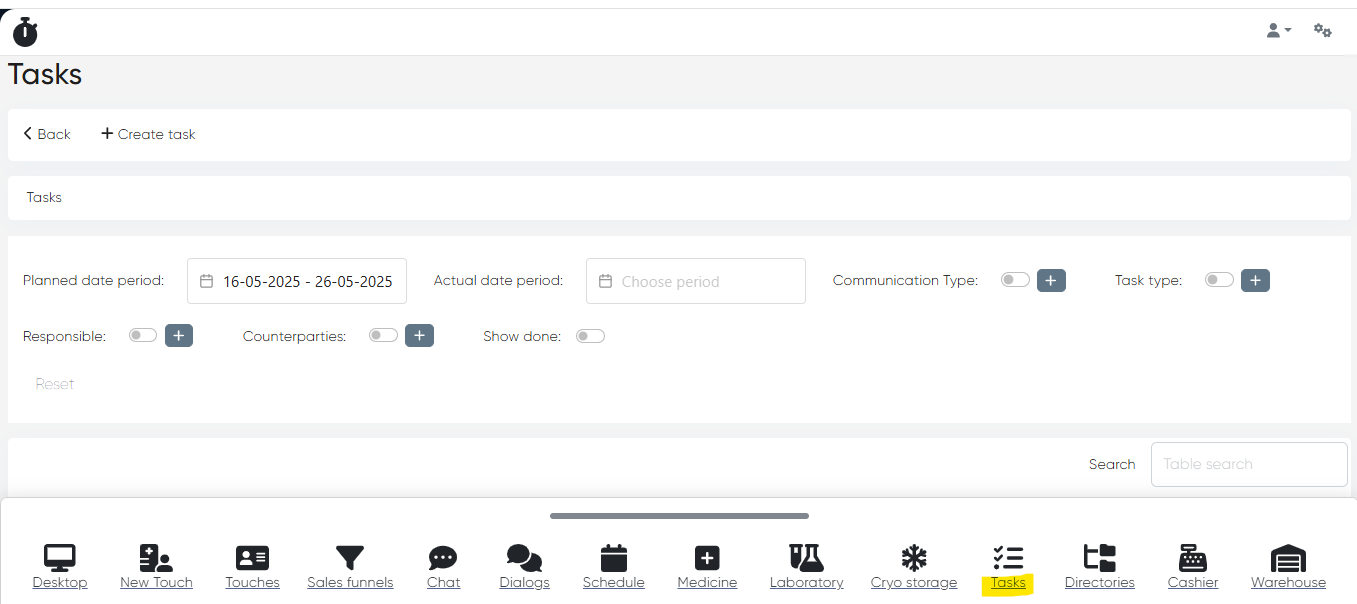 Tasks
Back + Create task
Tasks
Planned date period: 16-05-2025 - 26-05-2025 Actual date period: Choose period Communication Type: + Task type: +
Responsible: + Counterparties: + Show done:
Reset
Search Table search
Desktop New Touch Touches Sales funnels Chat Dialogs Schedule Medicine Laboratory Cryo storage Tasks Directories Cashier Warehouse